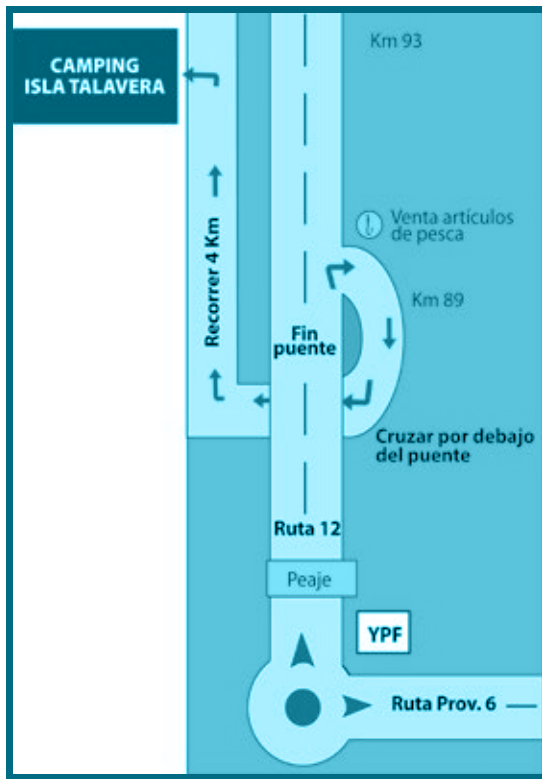 Km 93
CAMPING
ISLA TALAVERA
Venta artículos
de pesca
Recorrer 4 Km
Km 89
Fin
puente
Cruzar por debajo
del puente
Ruta 12
Peaje
YPF
Ruta Prov. 6